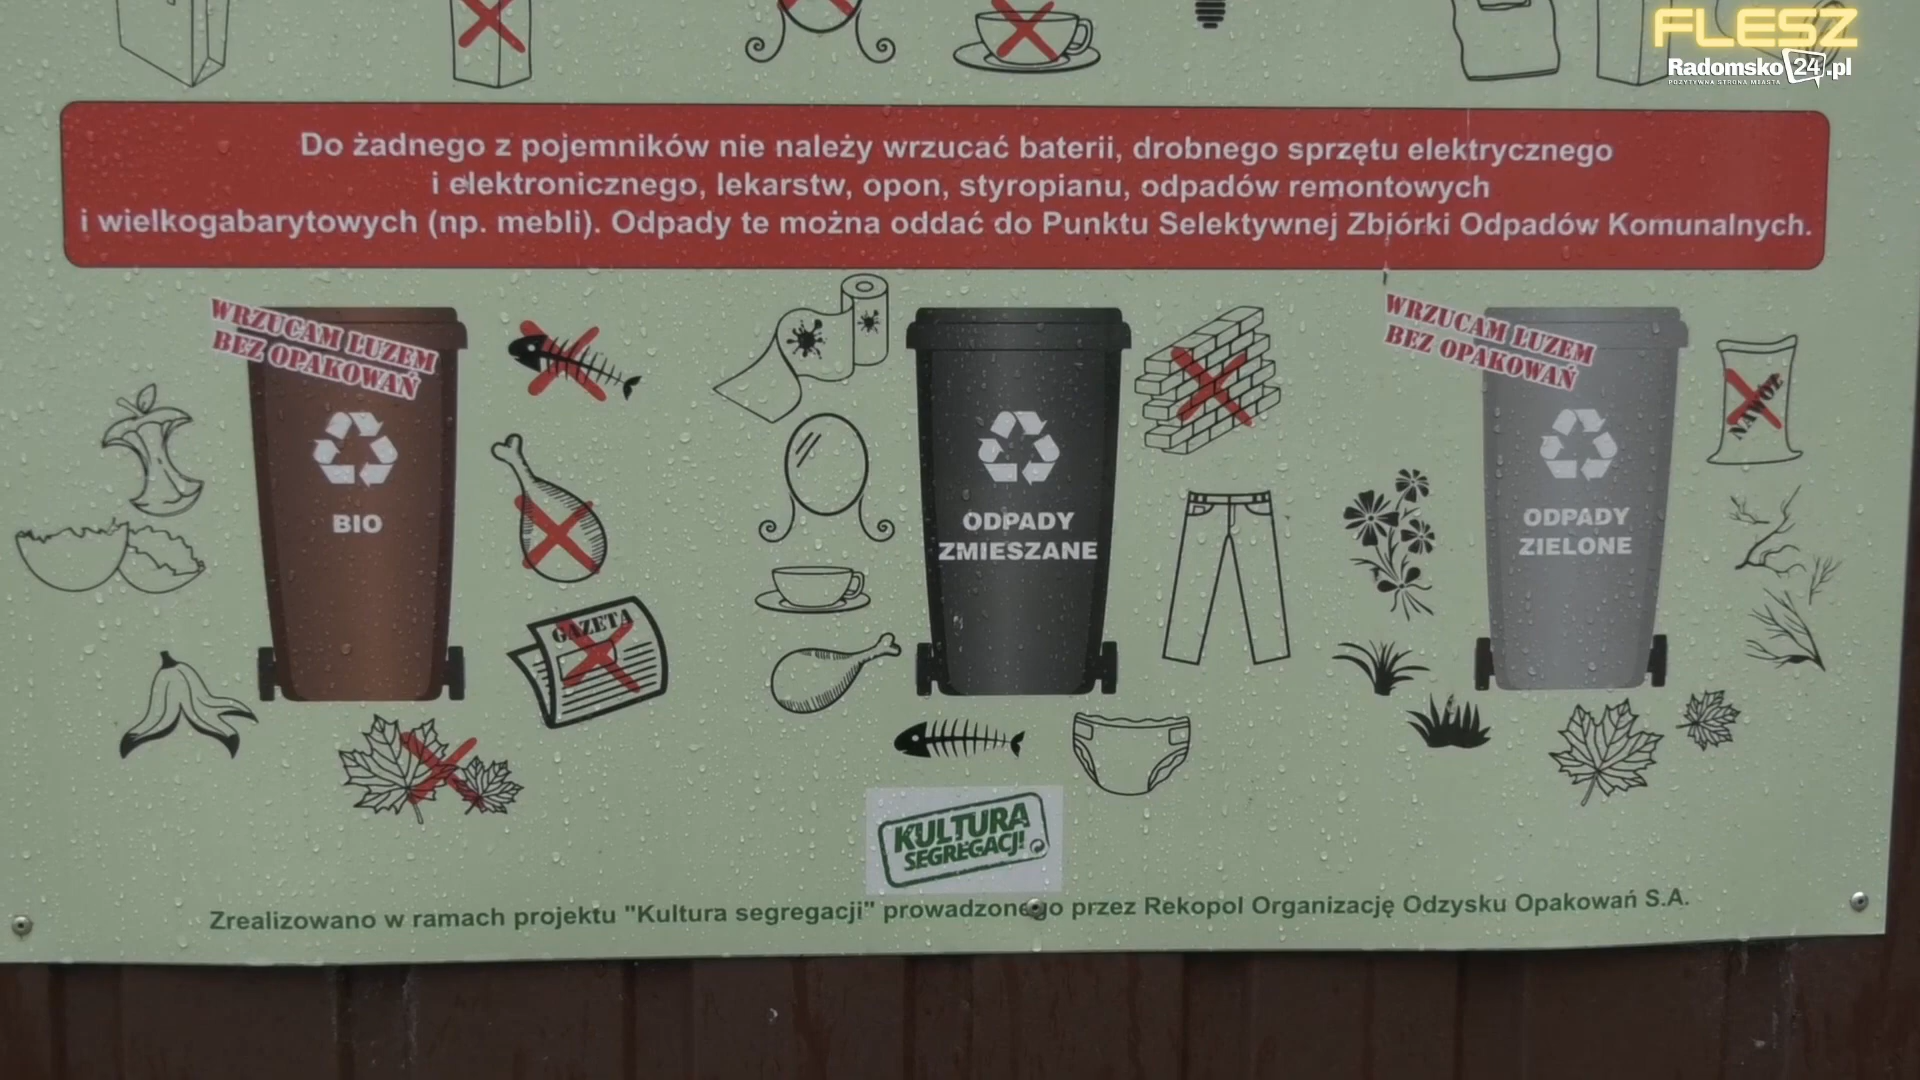 FLESZ
Radomsko24.pl
POZYTYWNA STRONA MIASTA
Do żadnego z pojemników nie należy wrzucać baterii, drobnego sprzętu elektrycznego
i elektronicznego, lekarstw, opon, styropianu, odpadów remontowych
i wielkogabarytowych (np. mebli). Odpady te można oddać do Punktu Selektywnej Zbiórki Odpadów Komunalnych.
WRZUCAM LUZEM
BEZ OPAKOWAŃ
BIO
GAZETA
ODPADY
ZMIESZANE
WRZUCAM LUZEM
BEZ OPAKOWAŃ
ODPADY
ZIELONE
NAWÓZ
KULTURA
SEGREGACJI!
Zrealizowano w ramach projektu "Kultura segregacji" prowadzonego przez Rekopol Organizację Odzysku Opakowań S.A.